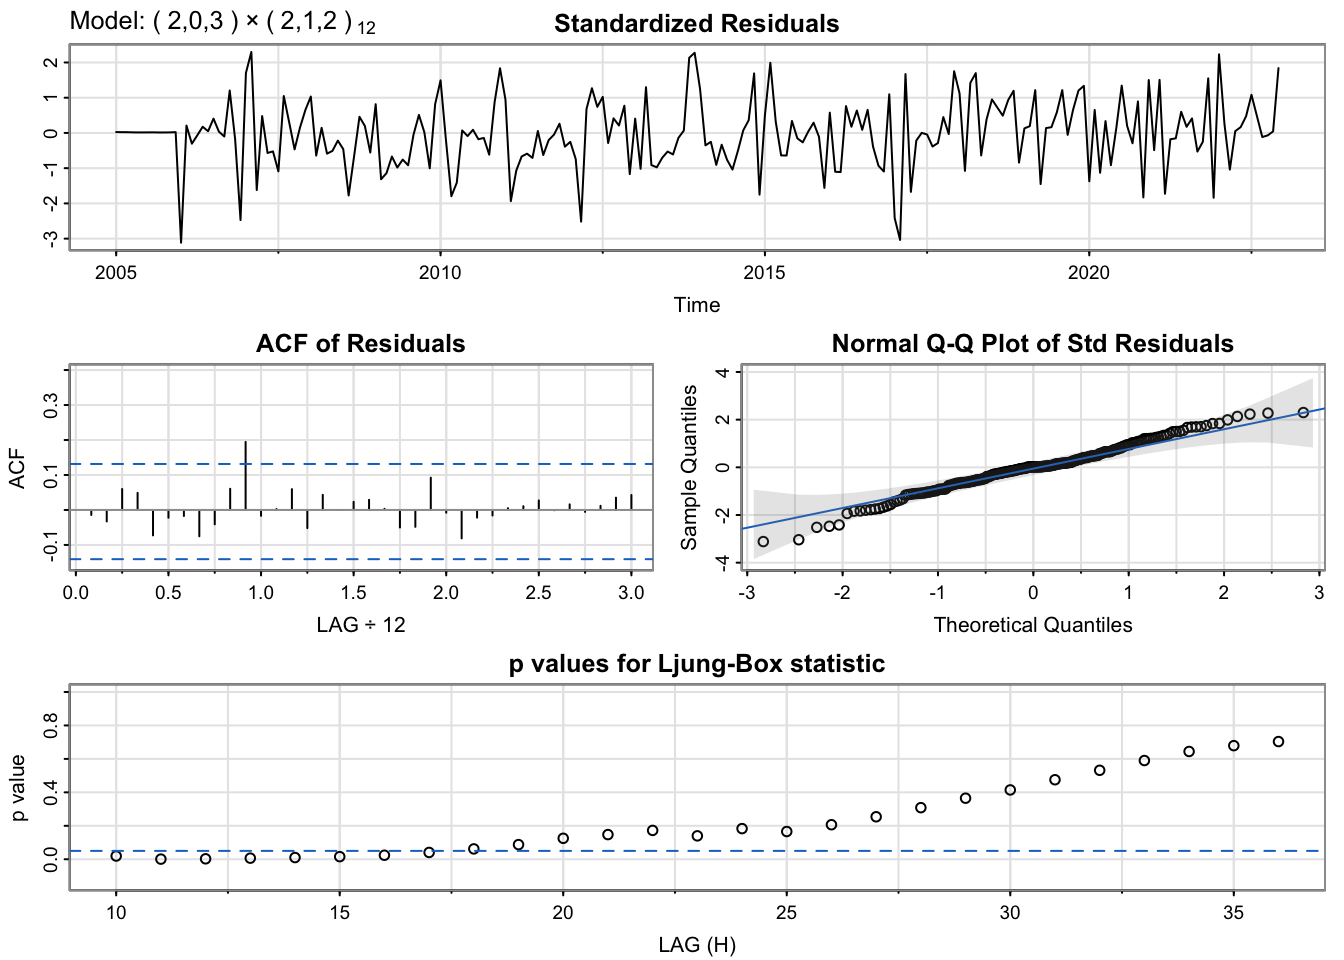 Model: ( 2,0,3 ) × ( 2,1,2 ) 12
Standardized Residuals
2
1
0
-1
-2
-3
2005 2010 2015 2020
Time
ACF of Residuals
ACF
0.3
0.1
-0.1
0.0 0.5 1.0 1.5 2.0 2.5 3.0
LAG ÷ 12
Normal Q-Q Plot of Std Residuals
Sample Quantiles
4
2
0
-2
-4
-3 -2 -1 0 1 2 3
Theoretical Quantiles
p values for Ljung-Box statistic
p value
0.8
0.4
0.0
10 15 20 25 30 35
LAG (H)